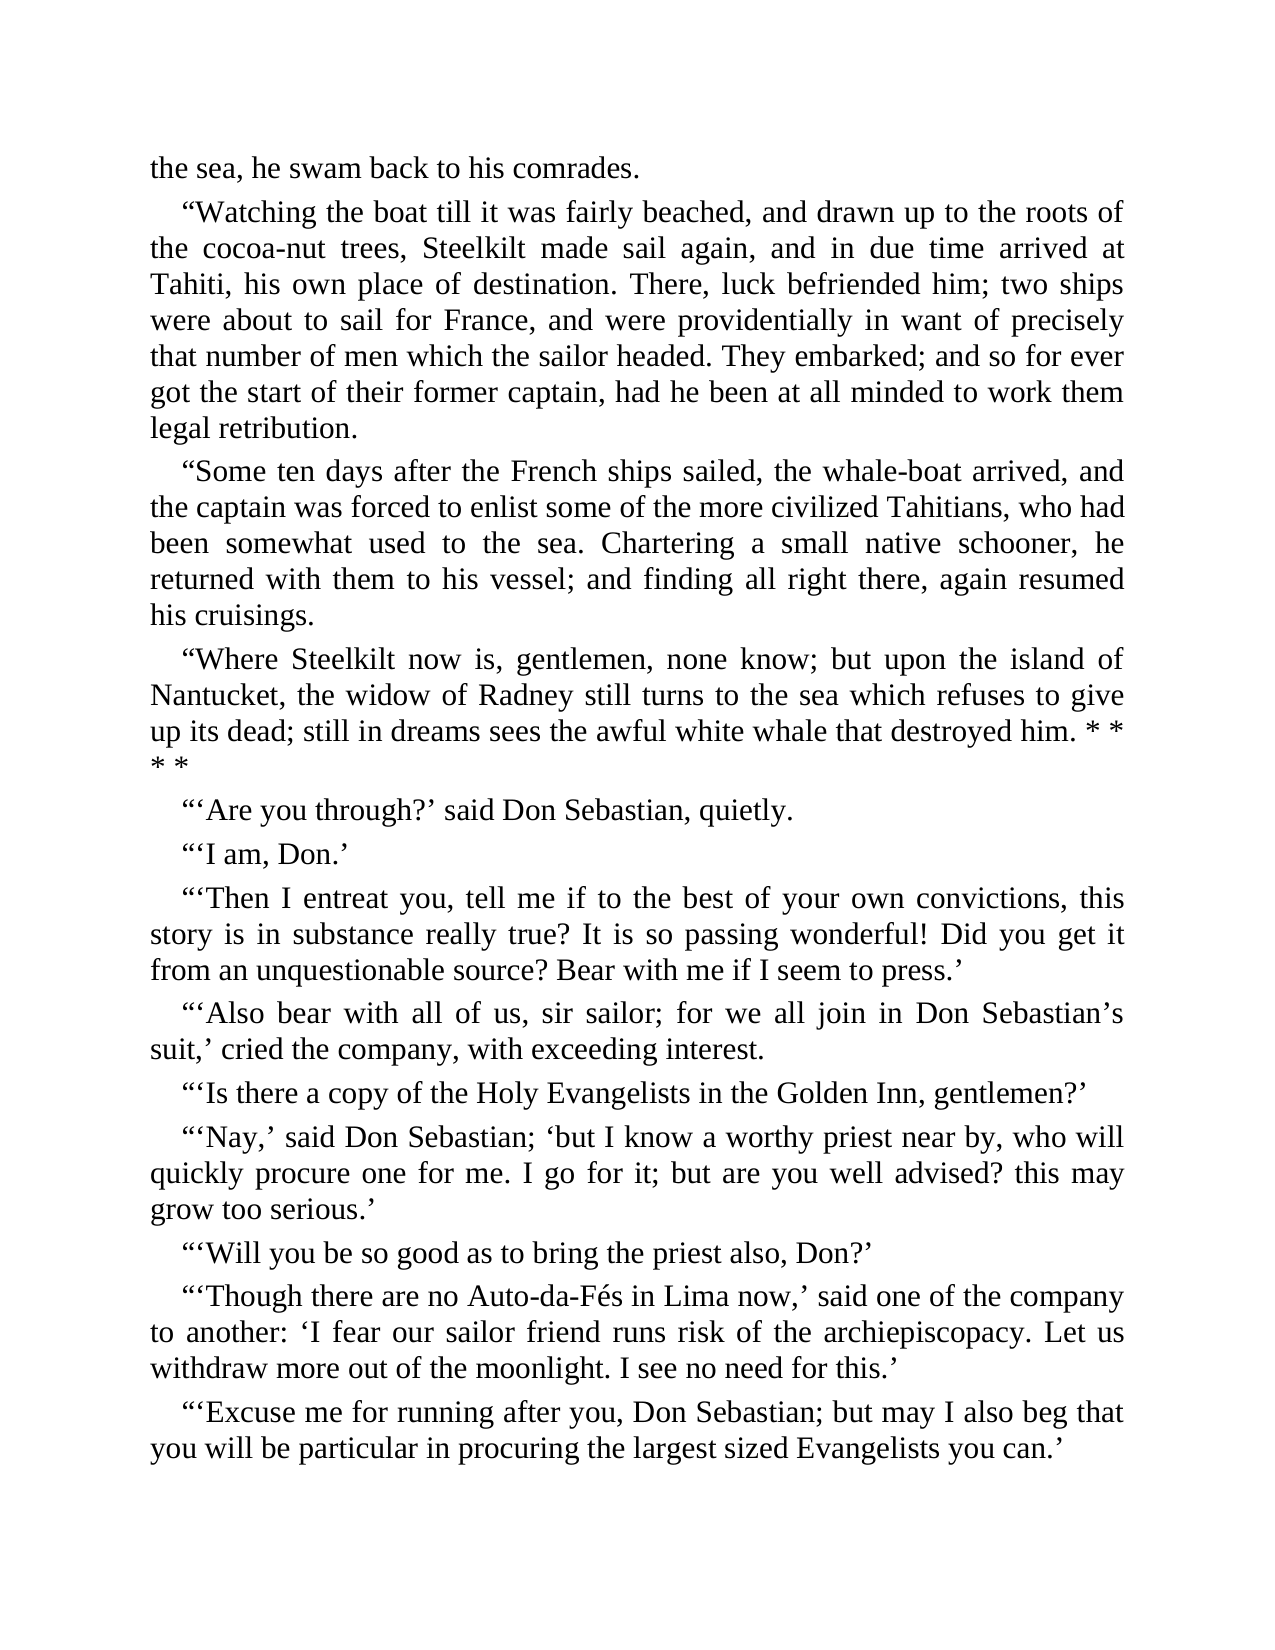 the sea, he swam back to his comrades.
“Watching the boat till it was fairly beached, and drawn up to the roots of
the cocoa-nut trees, Steelkilt made sail again, and in due time arrived at
Tahiti, his own place of destination. There, luck befriended him; two ships
were about to sail for France, and were providentially in want of precisely
that number of men which the sailor headed. They embarked; and so for ever
got the start of their former captain, had he been at all minded to work them
legal retribution.
“Some ten days after the French ships sailed, the whale-boat arrived, and
the captain was forced to enlist some of the more civilized Tahitians, who had
been somewhat used to the sea. Chartering a small native schooner, he
returned with them to his vessel; and finding all right there, again resumed
his cruisings.
“Where Steelkilt now is, gentlemen, none know; but upon the island of
Nantucket, the widow of Radney still turns to the sea which refuses to give
up its dead; still in dreams sees the awful white whale that destroyed him. * *
* *
“‘Are you through?’ said Don Sebastian, quietly.
“‘I am, Don.’
“‘Then I entreat you, tell me if to the best of your own convictions, this
story is in substance really true? It is so passing wonderful! Did you get it
from an unquestionable source? Bear with me if I seem to press.’
“‘Also bear with all of us, sir sailor; for we all join in Don Sebastian’s
suit,’ cried the company, with exceeding interest.
“‘Is there a copy of the Holy Evangelists in the Golden Inn, gentlemen?’
“‘Nay,’ said Don Sebastian; ‘but I know a worthy priest near by, who will
quickly procure one for me. I go for it; but are you well advised? this may
grow too serious.’
“‘Will you be so good as to bring the priest also, Don?’
“‘Though there are no Auto-da-Fés in Lima now,’ said one of the company
to another: ‘I fear our sailor friend runs risk of the archiepiscopacy. Let us
withdraw more out of the moonlight. I see no need for this.’
“‘Excuse me for running after you, Don Sebastian; but may I also beg that
you will be particular in procuring the largest sized Evangelists you can.’